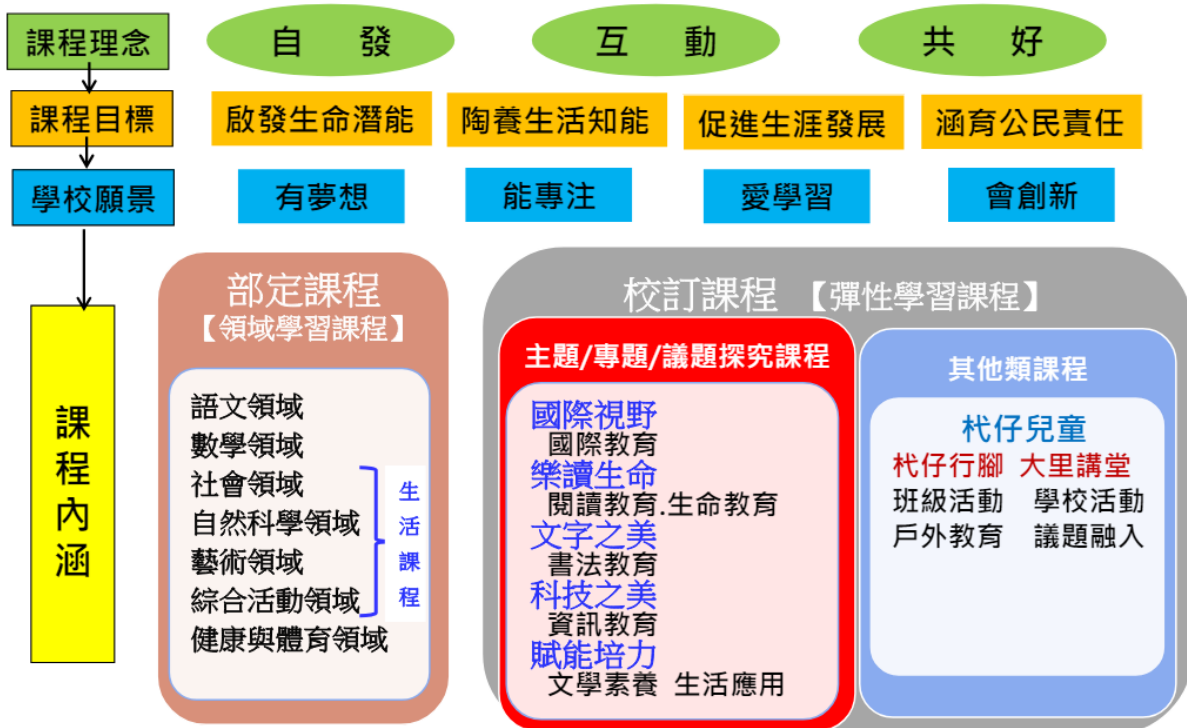 課程理念
自 發
互 動
共 好
課程目標
啟發生命潛能
陶養生活知能
促進生涯發展
涵育公民責任
學校願景
有夢想
能專注
愛學習
會創新
課程內涵
部定課程
【領域學習課程】
語文領域
數學領域
社會領域
自然科學領域
藝術領域
綜合活動領域
健康與體育領域
生活課程
校訂課程 【彈性學習課程】
主題/專題/議題探究課程
國際視野
國際教育
樂讀生命
閱讀教育.生命教育
文字之美
書法教育
科技之美
資訊教育
賦能培力
文學素養 生活應用
其他類課程
杙仔兒童
杙仔行腳 大里講堂
班級活動 學校活動
戶外教育 議題融入